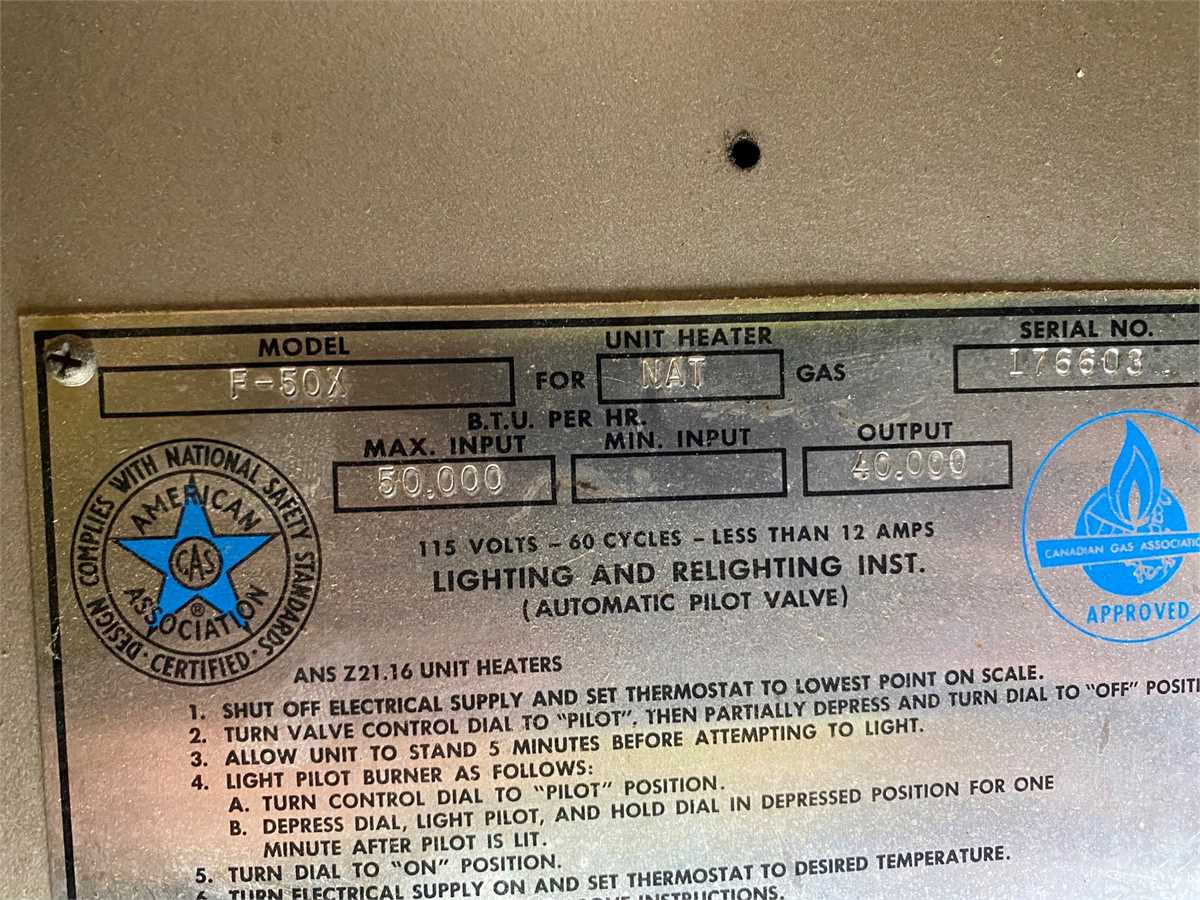 MODEL UNIT HEATER SERIAL NO.
F-50X FOR NAT GAS 176603
B.T.U. PER HR.
MAX. INPUT MIN. INPUT OUTPUT
50,000 40,000
DESIGN COMPLIES WITH NATIONAL SAFETY STANDARDS
· CERTIFIED ·
AMERICAN
GAS
®
ASSOCIATION
CANADIAN GAS ASSOCIATIO
APPROVED
115 VOLTS – 60 CYCLES – LESS THAN 12 AMPS
LIGHTING AND RELIGHTING INST.
(AUTOMATIC PILOT VALVE)
ANS Z21.16 UNIT HEATERS
1. SHUT OFF ELECTRICAL SUPPLY AND SET THERMOSTAT TO LOWEST POINT ON SCALE.
2. TURN VALVE CONTROL DIAL TO "PILOT", THEN PARTIALLY DEPRESS AND TURN DIAL TO "OFF" POSITI
3. ALLOW UNIT TO STAND 5 MINUTES BEFORE ATTEMPTING TO LIGHT.
4. LIGHT PILOT BURNER AS FOLLOWS:
A. TURN CONTROL DIAL TO "PILOT" POSITION.
B. DEPRESS DIAL, LIGHT PILOT, AND HOLD DIAL IN DEPRESSED POSITION FOR ONE
MINUTE AFTER PILOT IS LIT.
5. TURN DIAL TO "ON" POSITION.
6. TURN ELECTRICAL SUPPLY ON AND SET THERMOSTAT TO DESIRED TEMPERATURE.
INSTRUCTIONS.